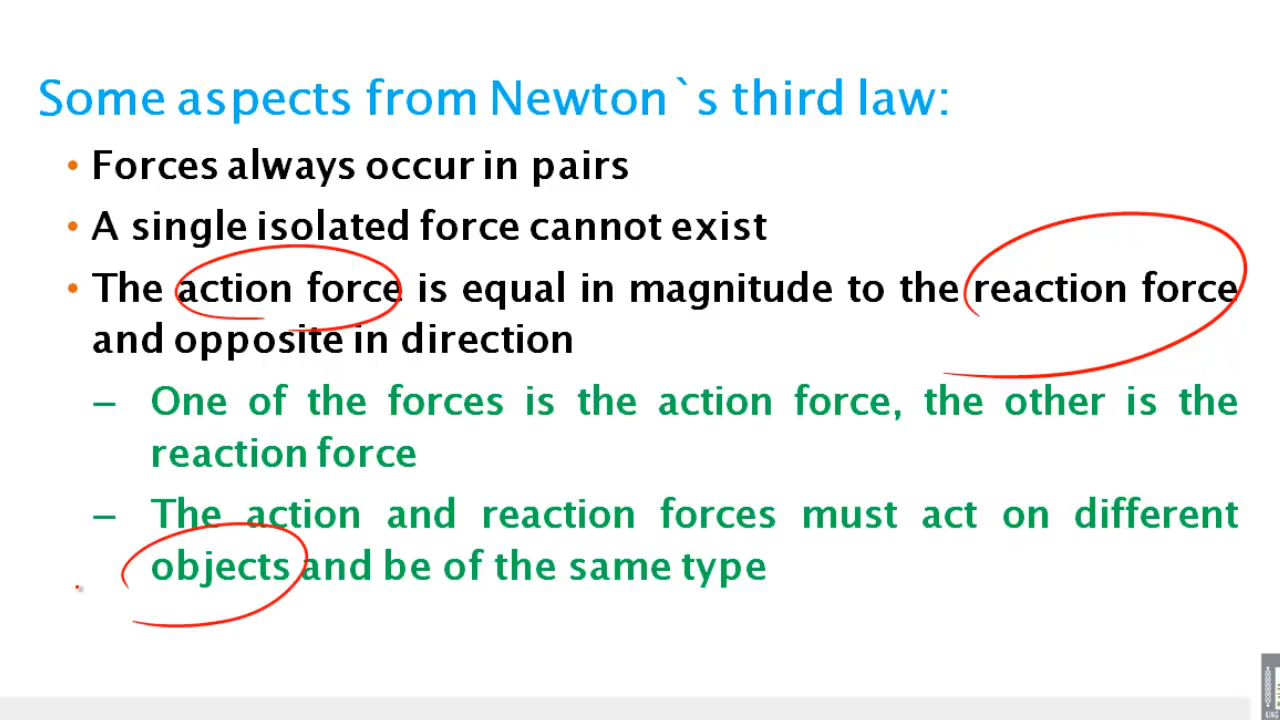 Some aspects from Newton`s third law:
• Forces always occur in pairs
• A single isolated force cannot exist
• The action force is equal in magnitude to the reaction force
and opposite in direction
– One of the forces is the action force, the other is the
reaction force
– The action and reaction forces must act on different
objects and be of the same type